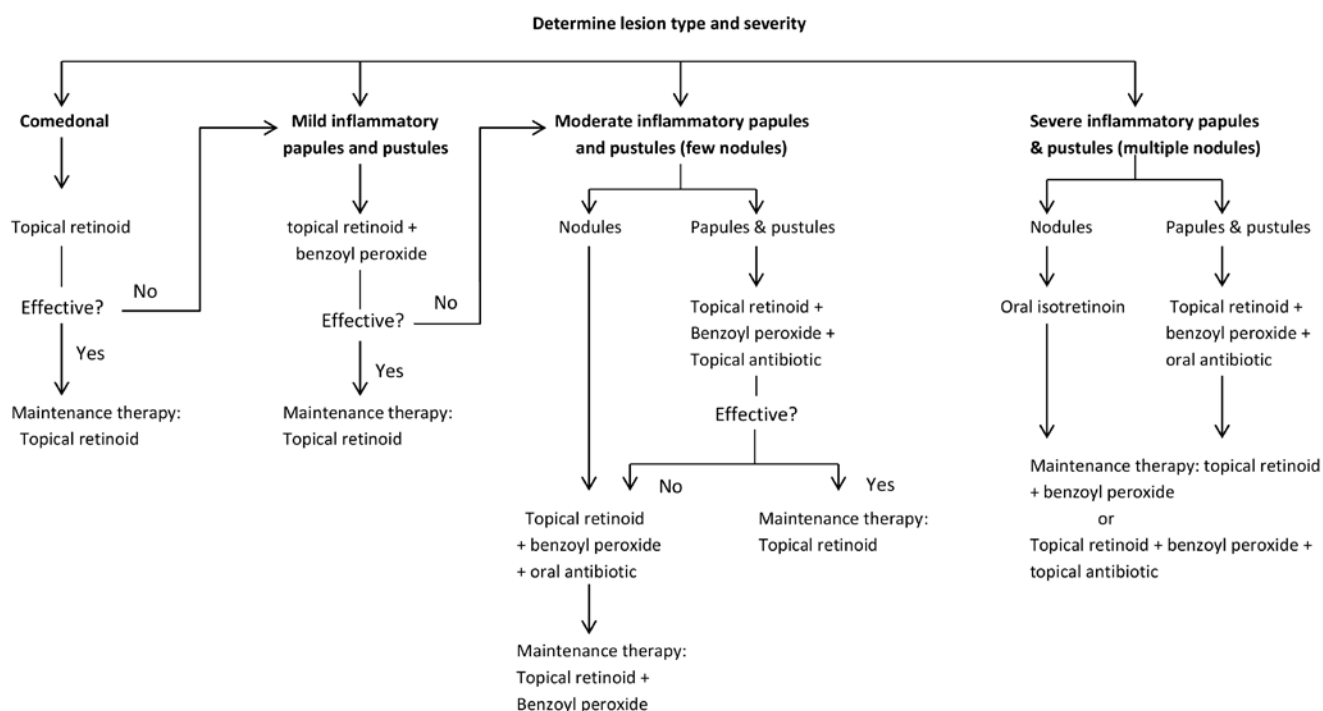 Determine lesion type and severity
Comedonal
Topical retinoid
Effective?
No
Yes
Maintenance therapy:
Topical retinoid
Mild inflammatory
papules and pustules
topical retinoid +
benzoyl peroxide
Effective?
No
Yes
Maintenance therapy:
Topical retinoid
Moderate inflammatory papules
and pustules (few nodules)
Nodules
Papules & pustules
Topical retinoid +
Benzoyl peroxide +
Topical antibiotic
Effective?
No
Yes
Topical retinoid
+ benzoyl peroxide
+ oral antibiotic
Maintenance therapy:
Topical retinoid +
Benzoyl peroxide
Maintenance therapy:
Topical retinoid
Severe inflammatory papules
& pustules (multiple nodules)
Nodules
Oral isotretinoin
Papules & pustules
Topical retinoid +
benzoyl peroxide +
oral antibiotic
Maintenance therapy: topical retinoid
+ benzoyl peroxide
or
Topical retinoid + benzoyl peroxide +
topical antibiotic